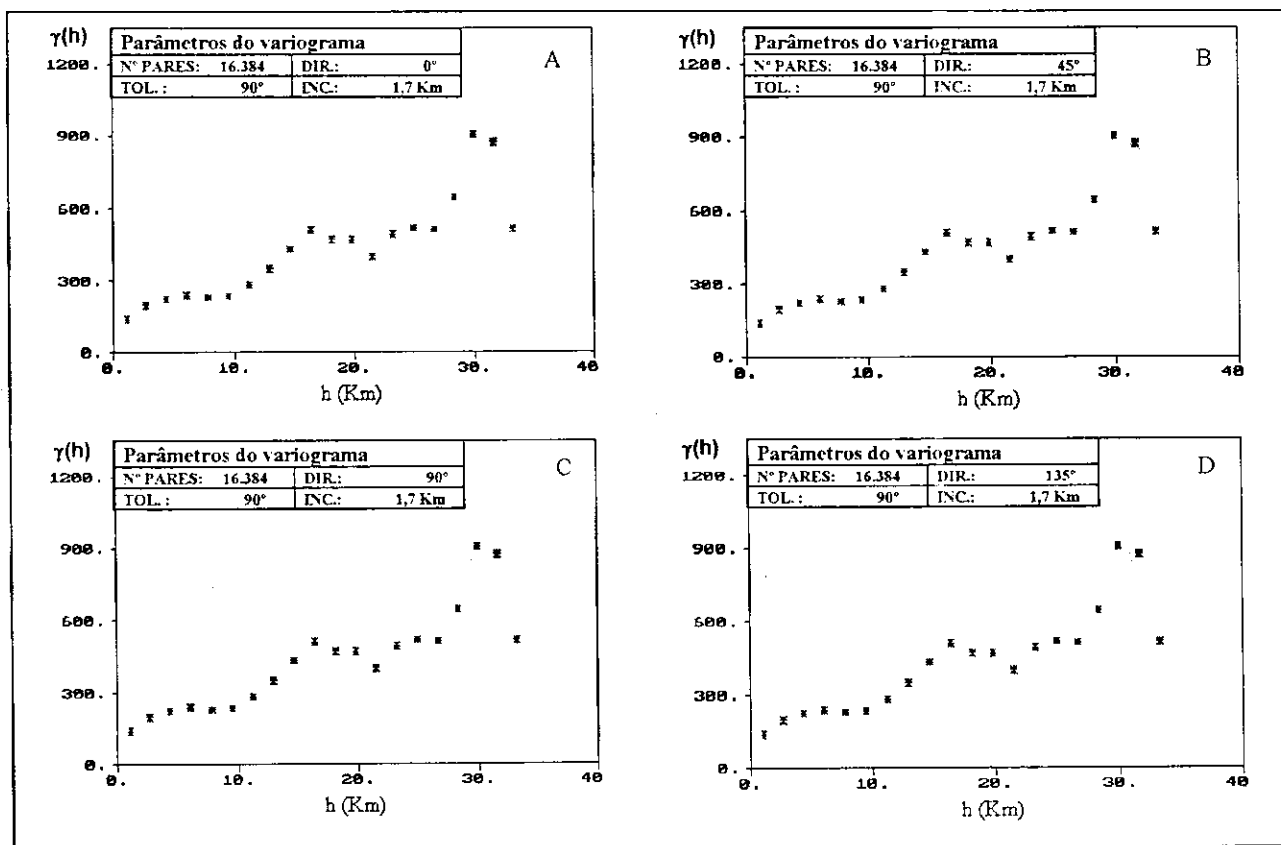 γ(h)
Parâmetros do variograma
Nº PARES: 16.384 DIR.: 0°
TOL. : 90° INC.: 1,7 Km
A
1200.
900.
600.
300.
0.
0. 10. 20. 30. 40
h (Km)
γ(h)
Parâmetros do variograma
Nº PARES: 16.384 DIR.: 45°
TOL. : 90° INC.: 1,7 Km
B
1200.
900.
600.
300.
0.
0. 10. 20. 30. 40
h (Km)
γ(h)
Parâmetros do variograma
Nº PARES: 16.384 DIR.: 90°
TOL. : 90° INC.: 1,7 Km
C
1200.
900.
600.
300.
0.
0. 10. 20. 30. 40
h (Km)
γ(h)
Parâmetros do variograma
Nº PARES: 16.384 DIR.: 135°
TOL. : 90° INC.: 1,7 Km
D
1200.
900.
600.
300.
0.
0. 10. 20. 30. 40
h (Km)